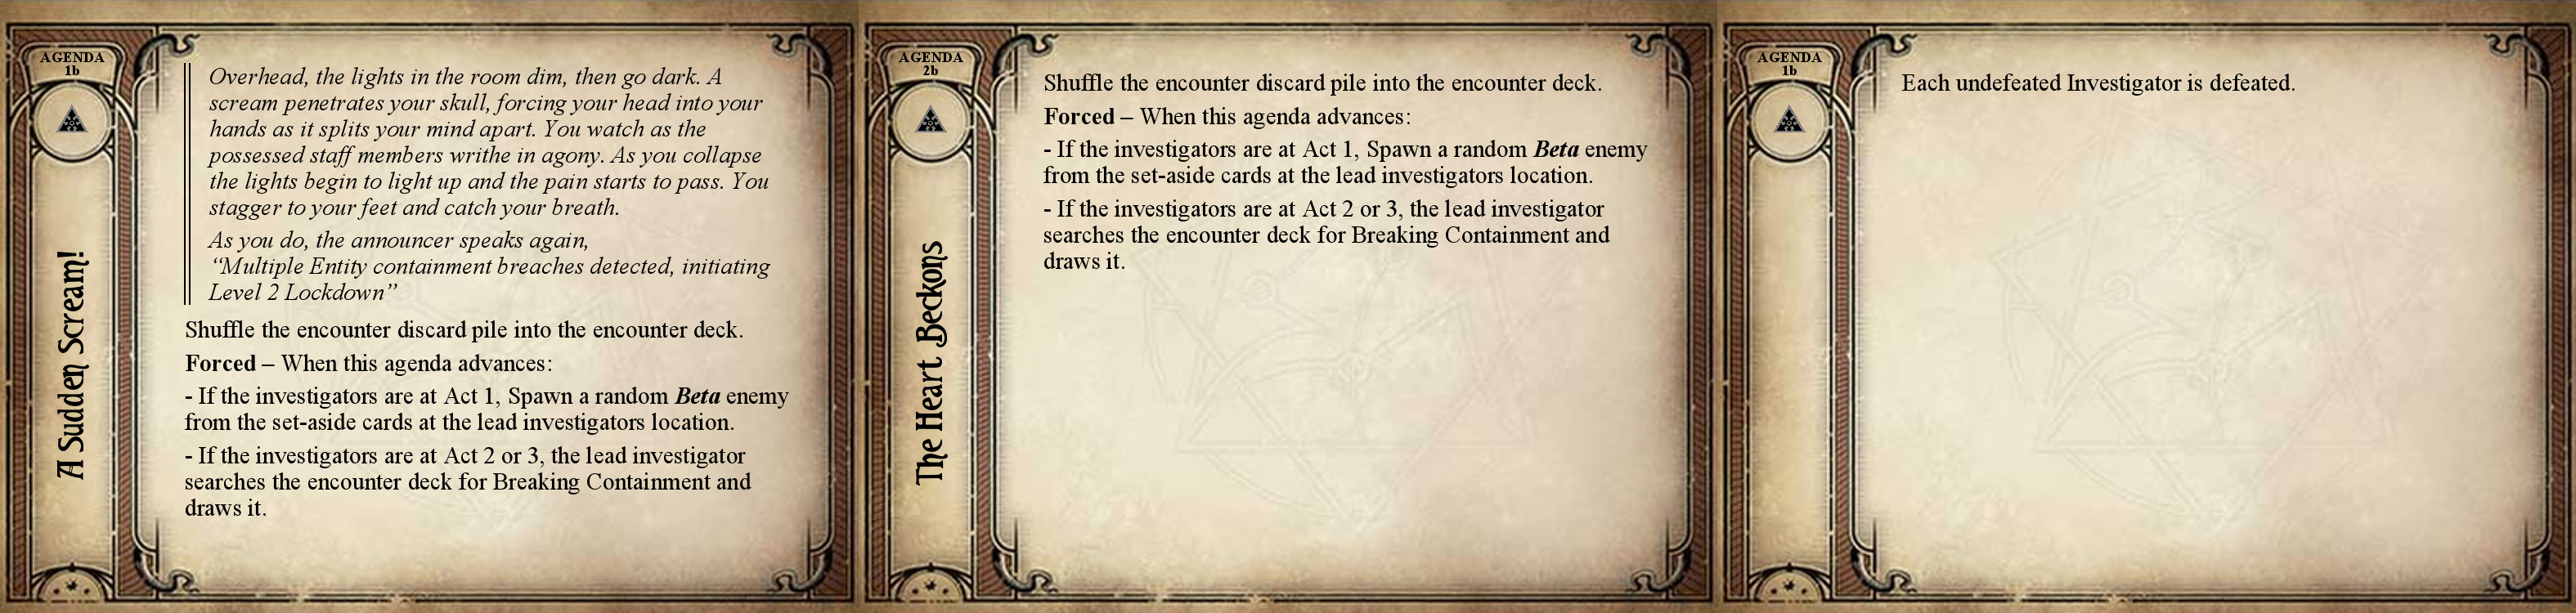 AGENDA
1b
A Sudden Scream!
Overhead, the lights in the room dim, then go dark. A
scream penetrates your skull, forcing your head into your
hands as it splits your mind apart. You watch as the
possessed staff members writhe in agony. As you collapse
the lights begin to light up and the pain starts to pass. You
stagger to your feet and catch your breath.
As you do, the announcer speaks again,
“Multiple Entity containment breaches detected, initiating
Level 2 Lockdown”
Shuffle the encounter discard pile into the encounter deck.
Forced – When this agenda advances:
- If the investigators are at Act 1, Spawn a random Beta enemy
from the set-aside cards at the lead investigators location.
- If the investigators are at Act 2 or 3, the lead investigator
searches the encounter deck for Breaking Containment and
draws it.
AGENDA
2b
The Heart Beckons
Shuffle the encounter discard pile into the encounter deck.
Forced – When this agenda advances:
- If the investigators are at Act 1, Spawn a random Beta enemy
from the set-aside cards at the lead investigators location.
- If the investigators are at Act 2 or 3, the lead investigator
searches the encounter deck for Breaking Containment and
draws it.
AGENDA
1b
Each undefeated Investigator is defeated.